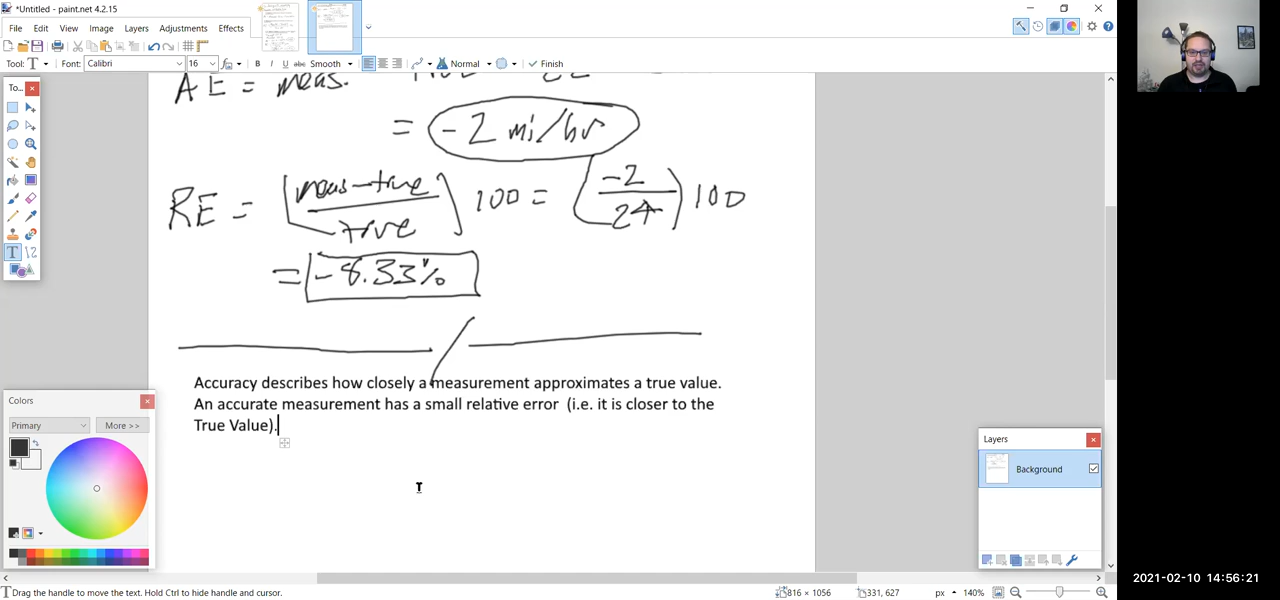 *Untitled - paint.net 4.2.15
File Edit View Image Layers Adjustments Effects
Tool: T Font: Calibri 16 B I U abc Smooth Normal Finish
To...
AE = meas.
= -2 mi/hr
RE = [meas-true / true] 100 = (-2 / 24) 100
= -8.33%
Accuracy describes how closely a measurement approximates a true value.
An accurate measurement has a small relative error (i.e. it is closer to the
True Value).
Colors
Primary More >>
Layers
Background
Drag the handle to move the text. Hold Ctrl to hide handle and cursor.
816 × 1056 331, 627 px 140%
2021-02-10 14:56:21